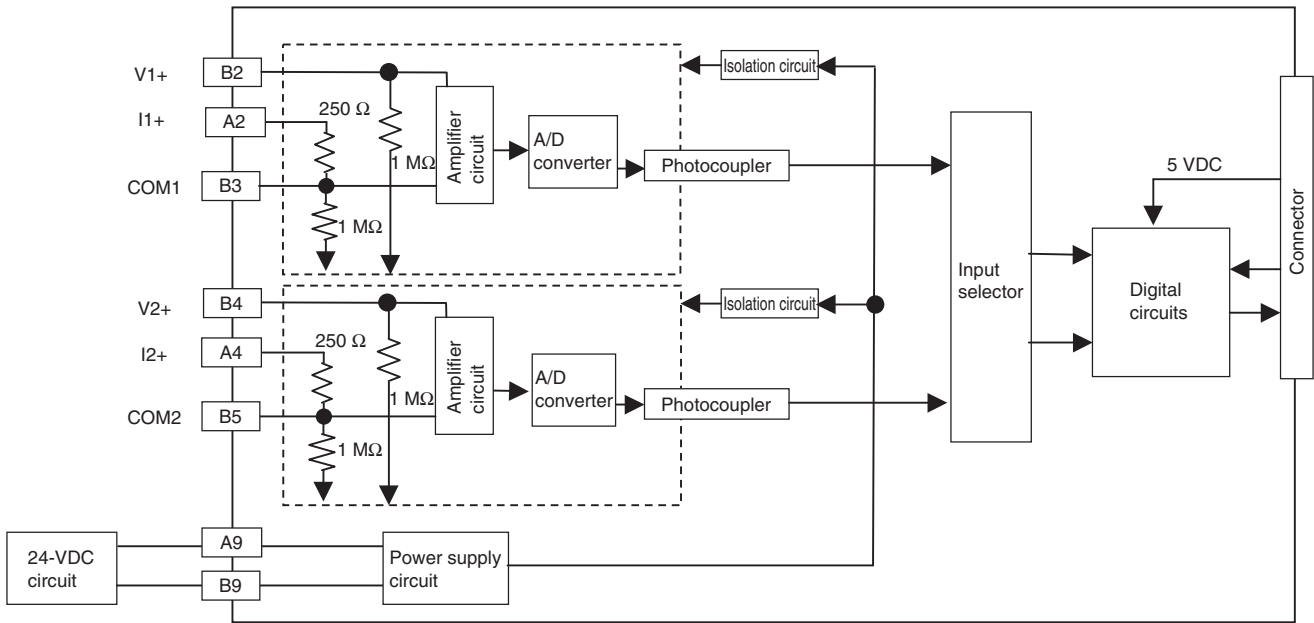 V1+
B2
I1+
A2
COM1
B3
250 Ω
1 MΩ
1 MΩ
Amplifier
circuit
A/D
converter
Photocoupler
Isolation circuit
V2+
B4
I2+
A4
COM2
B5
250 Ω
1 MΩ
1 MΩ
Amplifier
circuit
A/D
converter
Photocoupler
Isolation circuit
Input
selector
5 VDC
Digital
circuits
Connector
24-VDC
circuit
A9
B9
Power supply
circuit